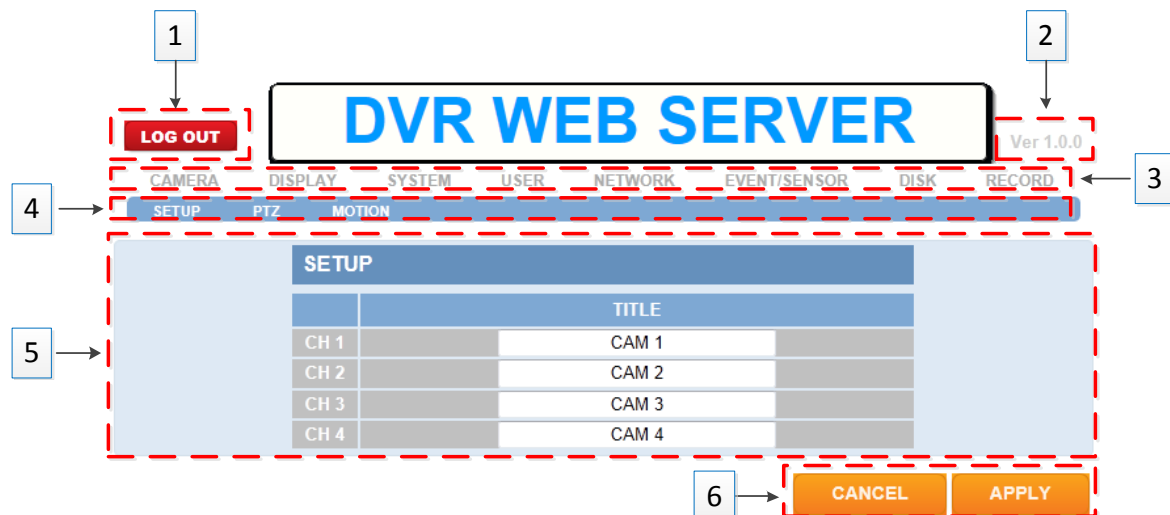 1
2
DVR WEB SERVER
LOG OUT
Ver 1.0.0
CAMERA DISPLAY SYSTEM USER NETWORK EVENT/SENSOR DISK RECORD
3
4
SETUP PTZ MOTION
SETUP
TITLE
5
CH 1 CAM 1
CH 2 CAM 2
CH 3 CAM 3
CH 4 CAM 4
6
CANCEL APPLY